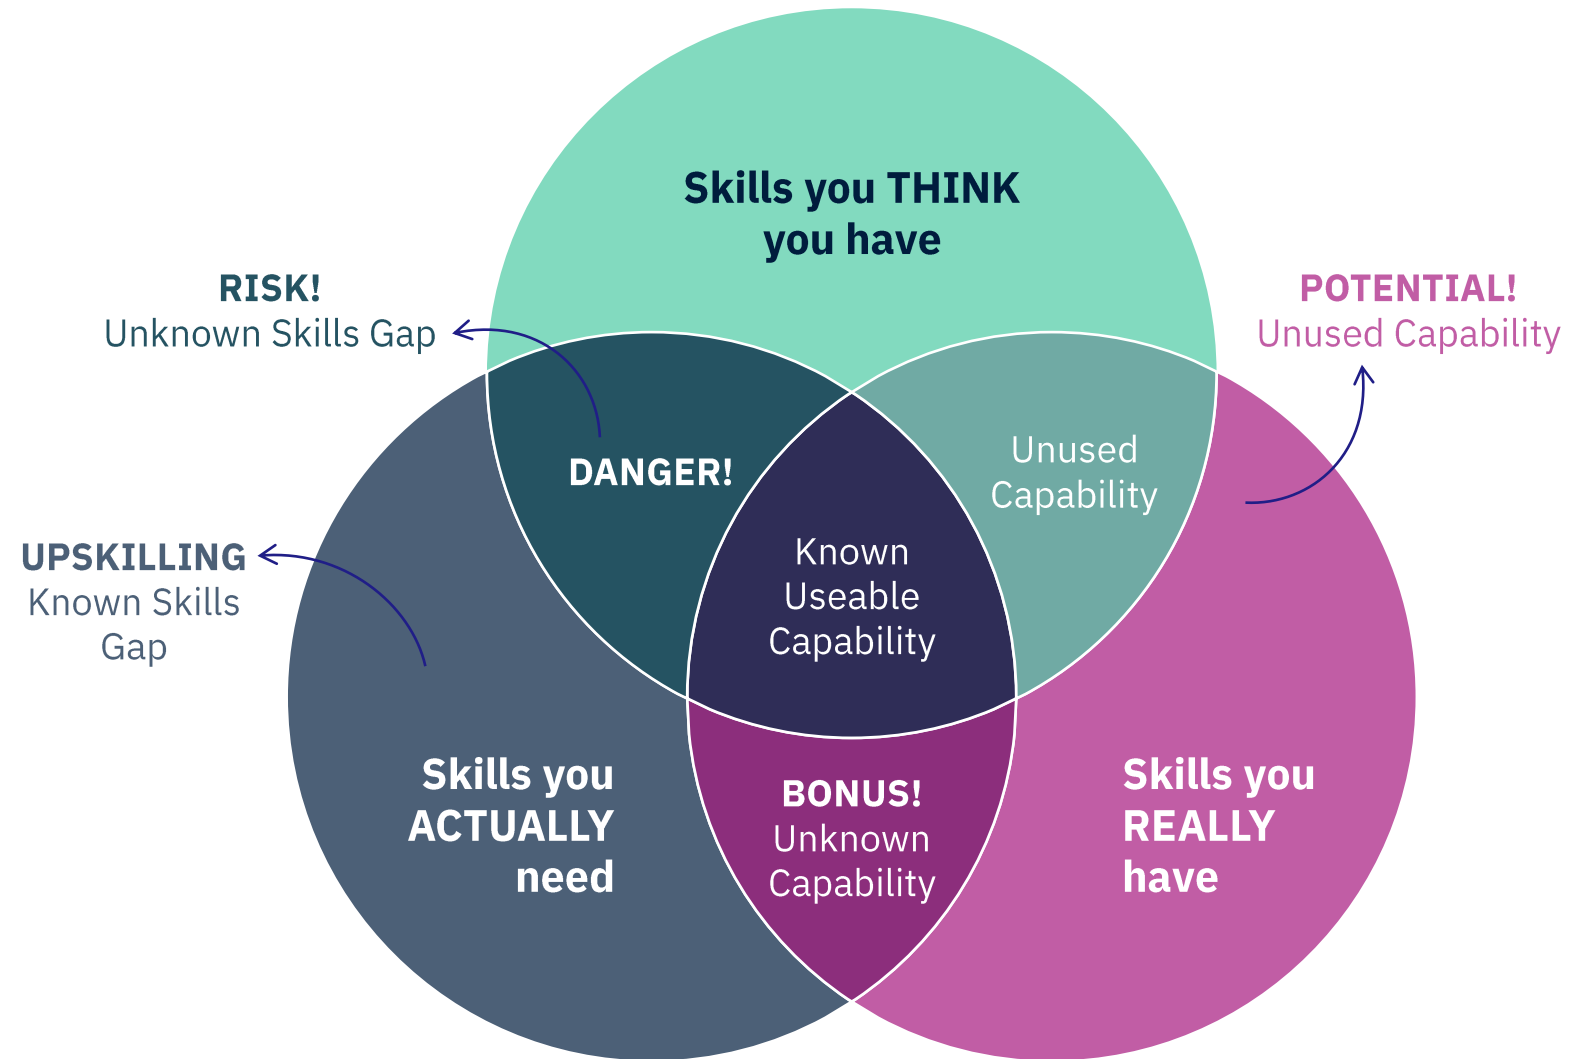 Skills you THINK
you have
RISK!
Unknown Skills Gap
POTENTIAL!
Unused Capability
DANGER!
Unused
Capability
UPSKILLING
Known Skills
Gap
Known
Useable
Capability
Skills you
ACTUALLY
need
BONUS!
Unknown
Capability
Skills you
REALLY
have